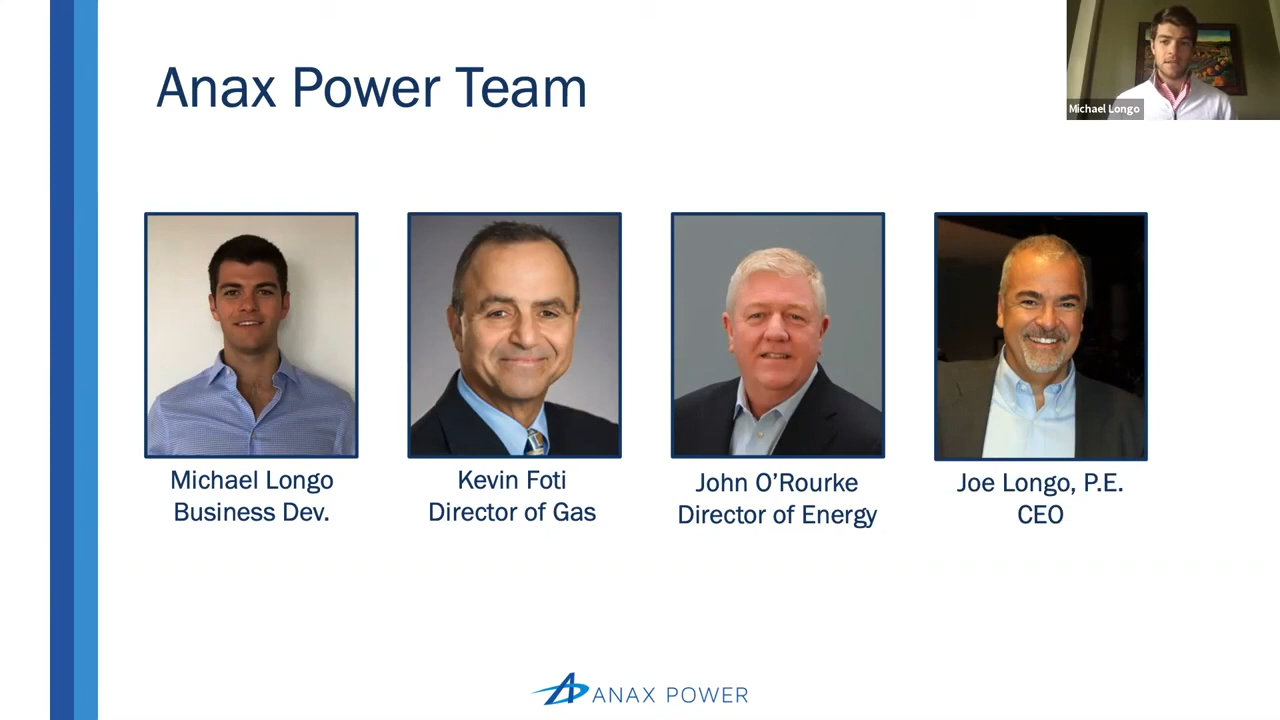 Anax Power Team
Michael Longo
Michael Longo
Business Dev.
Kevin Foti
Director of Gas
John O’Rourke
Director of Energy
Joe Longo, P.E.
CEO
ANAX POWER